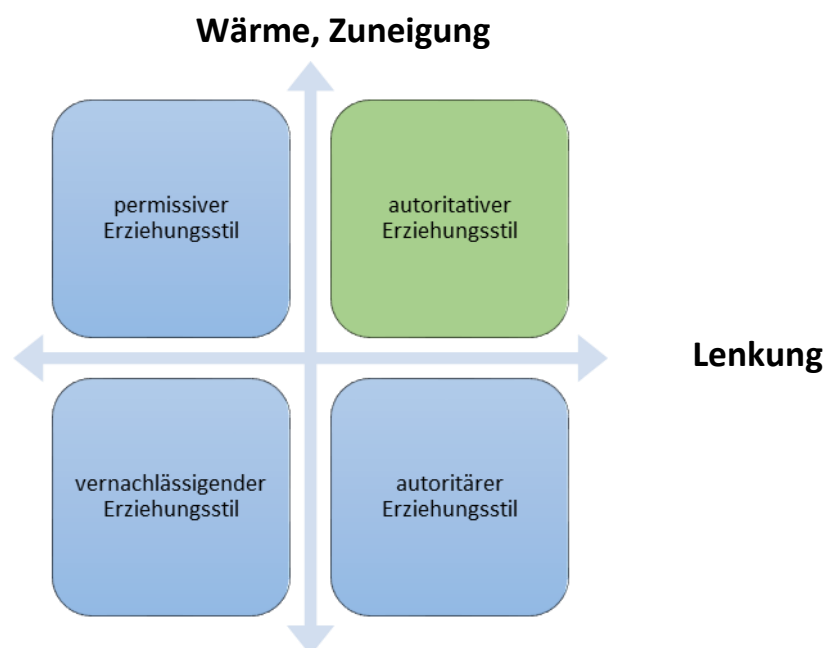 Wärme, Zuneigung
permissiver
Erziehungsstil
autoritativer
Erziehungsstil
Lenkung
vernachlässigender
Erziehungsstil
autoritärer
Erziehungsstil